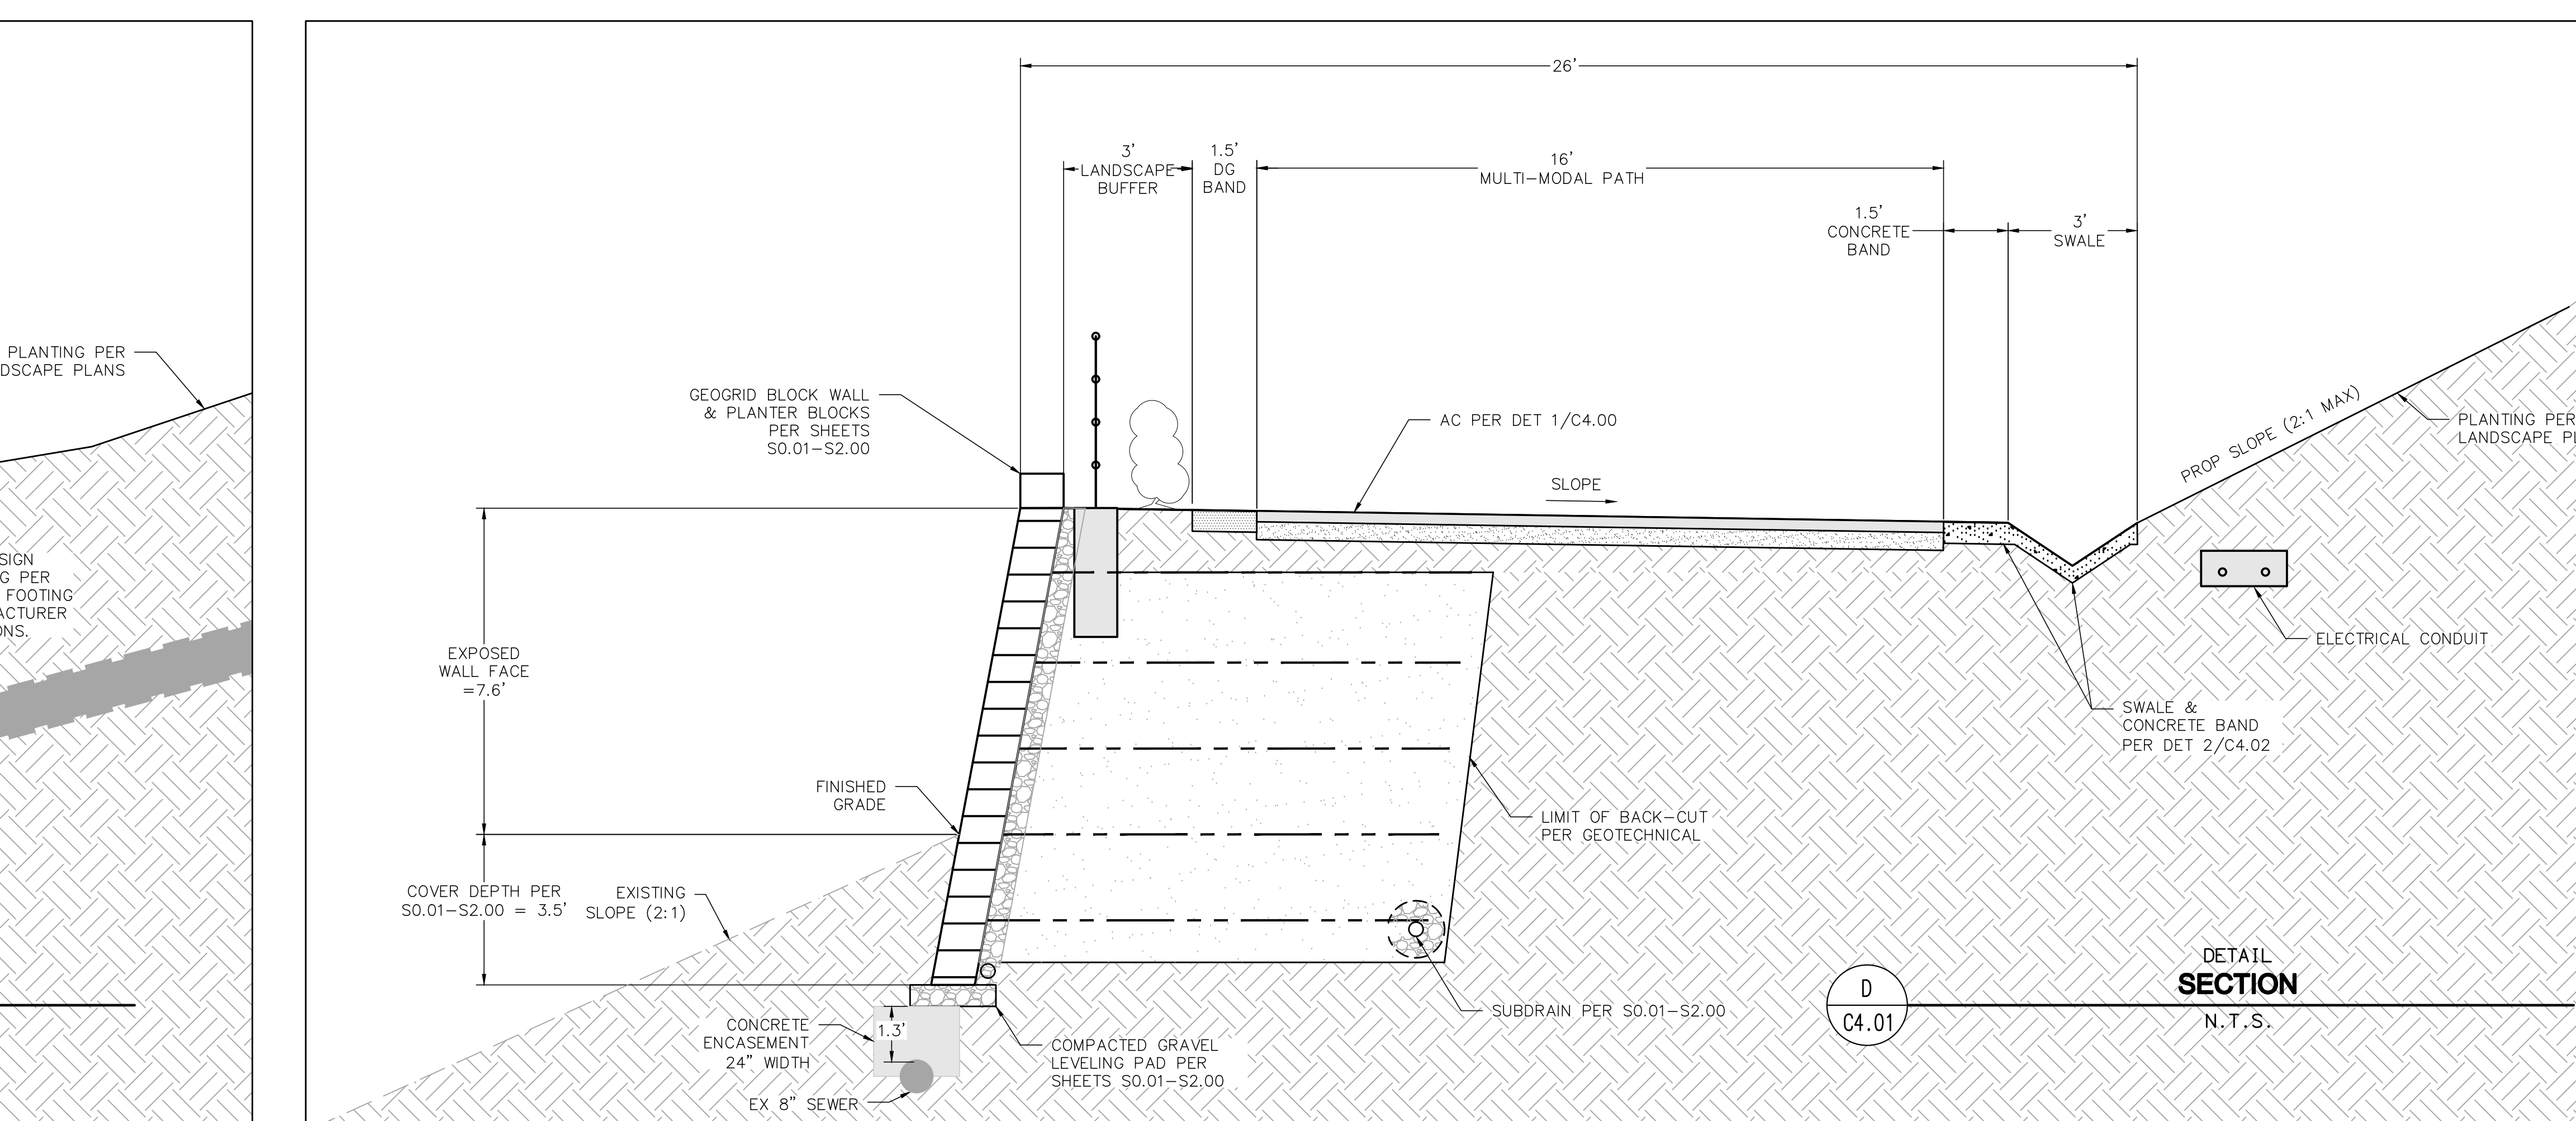 PLANTING PER
DSCAPE PLANS
SIGN
G PER
FOOTING
ACTURER
ONS.
26'
3'
LANDSCAPE
BUFFER
1.5'
DG
BAND
16'
MULTI-MODAL PATH
1.5'
CONCRETE
BAND
3'
SWALE
GEOGRID BLOCK WALL
& PLANTER BLOCKS
PER SHEETS
S0.01-S2.00
AC PER DET 1/C4.00
SLOPE
PROP SLOPE (2:1 MAX)
PLANTING PER
LANDSCAPE PL
EXPOSED
WALL FACE
=7.6'
ELECTRICAL CONDUIT
SWALE &
CONCRETE BAND
PER DET 2/C4.02
FINISHED
GRADE
LIMIT OF BACK-CUT
PER GEOTECHNICAL
COVER DEPTH PER
S0.01-S2.00 = 3.5'
EXISTING
SLOPE (2:1)
SUBDRAIN PER S0.01-S2.00
CONCRETE
ENCASEMENT
24" WIDTH
1.3'
COMPACTED GRAVEL
LEVELING PAD PER
SHEETS S0.01-S2.00
EX 8" SEWER
D
C4.01
DETAIL
SECTION
N.T.S.